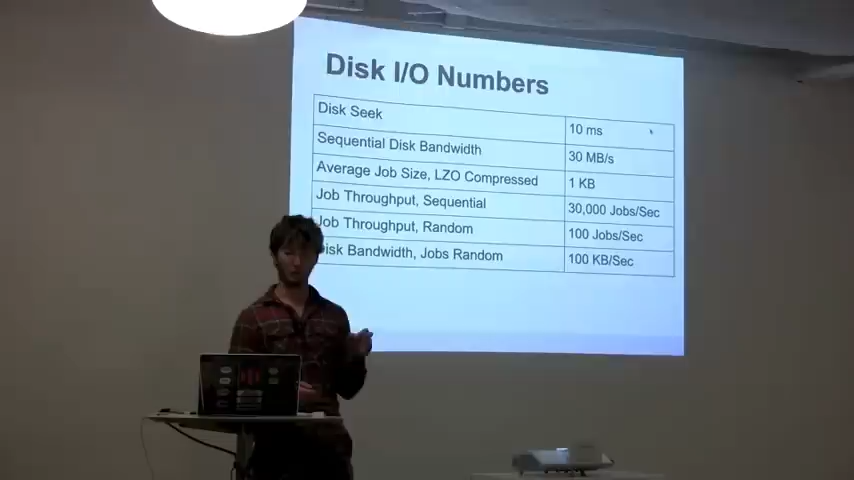 Disk I/O Numbers
Disk Seek 10 ms
Sequential Disk Bandwidth 30 MB/s
Average Job Size, LZO Compressed 1 KB
Job Throughput, Sequential 30,000 Jobs/Sec
Job Throughput, Random 100 Jobs/Sec
Disk Bandwidth, Jobs Random 100 KB/Sec